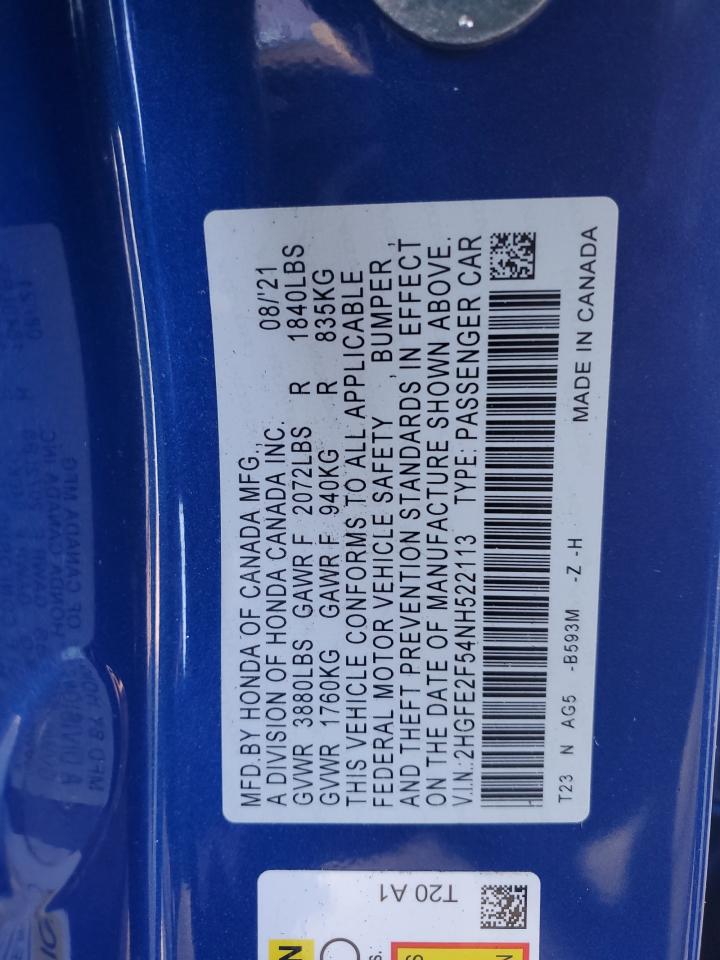 MFD.BY HONDA OF CANADA MFG., 08/'21
A DIVISION OF HONDA CANADA INC.
GVWR 3880LBS GAWR F 2072LBS R 1840LBS
GVWR 1760KG GAWR F 940KG R 835KG
THIS VEHICLE CONFORMS TO ALL APPLICABLE
FEDERAL MOTOR VEHICLE SAFETY , BUMPER ,
AND THEFT PREVENTION STANDARDS IN EFFECT
ON THE DATE OF MANUFACTURE SHOWN ABOVE.
V.I.N.:2HGFE2F54NH522113 TYPE: PASSENGER CAR
T23 N AG5 -B593M -Z -H MADE IN CANADA
T20 A1